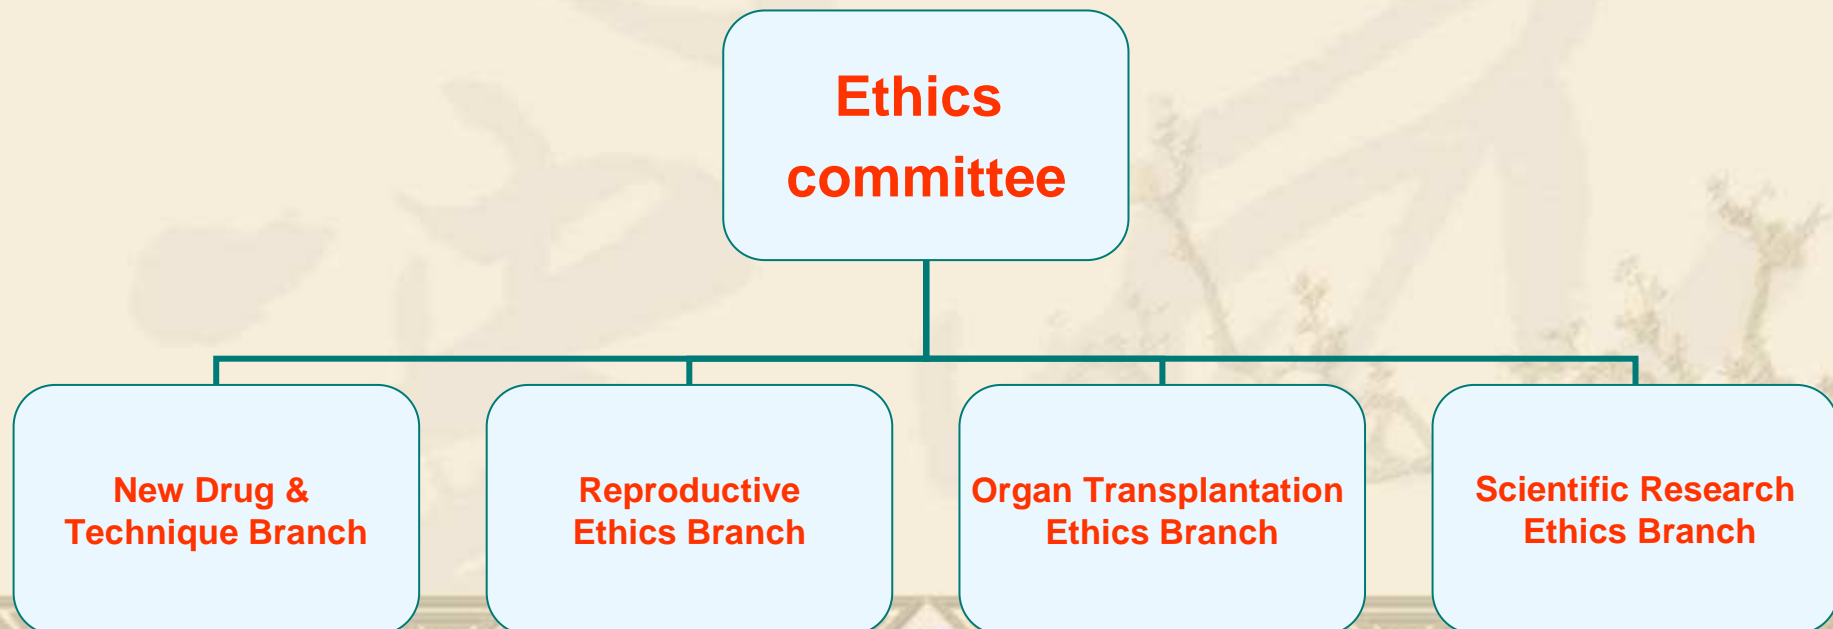 Ethics
committee
New Drug &
Technique Branch
Reproductive
Ethics Branch
Organ Transplantation
Ethics Branch
Scientific Research
Ethics Branch